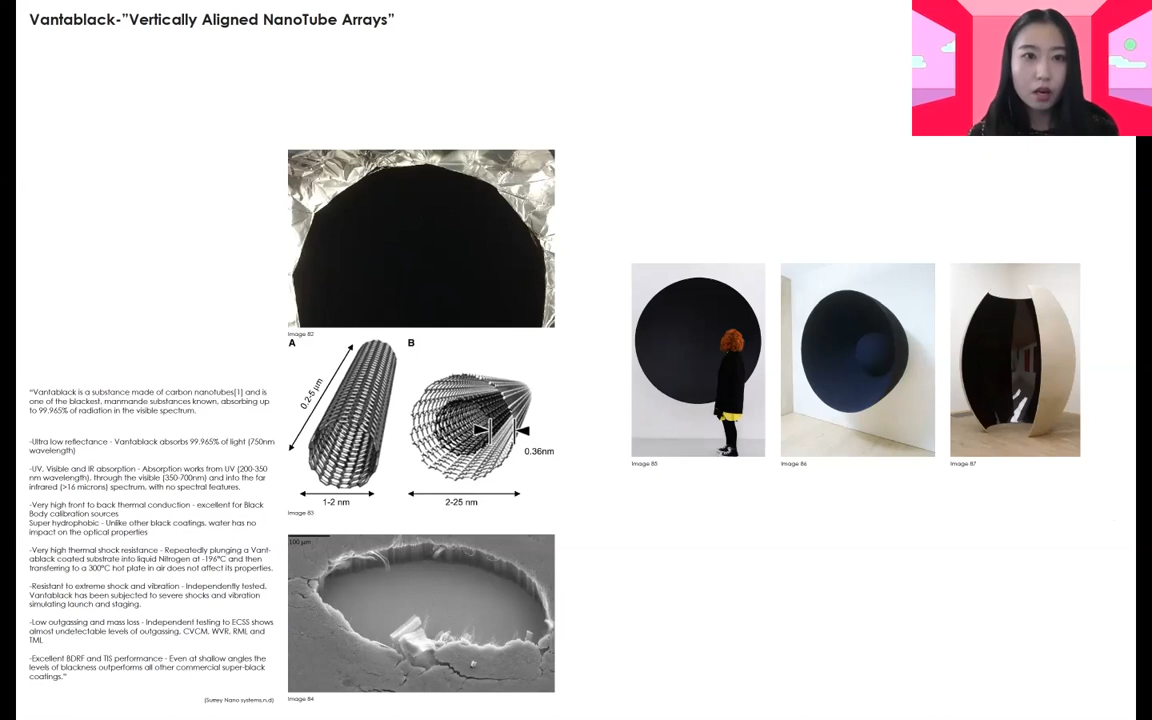 Vantablack-"Vertically Aligned NanoTube Arrays"
Image 82
A
B
0.2-5 µm
0.36nm
1-2 nm
2-25 nm
Image 83
"Vantablack is a substance made of carbon nanotubes[1] and is
one of the blackest, manmande substances known, absorbing up
to 99.965% of radiation in the visible spectrum.
-Ultra low reflectance - Vantablack absorbs 99.965% of light (750nm
wavelength)
-UV, Visible and IR absorption - Absorption works from UV (200-350
nm wavelength), through the visible (350-700nm) and into the far
infrared (>16 microns) spectrum, with no spectral features.
-Very high front to back thermal conduction - excellent for Black
Body calibration sources
Super hydrophobic - Unlike other black coatings, water has no
impact on the optical properties
-Very high thermal shock resistance - Repeatedly plunging a Vant-
ablack coated substrate into liquid Nitrogen at -196°C and then
transferring to a 300°C hot plate in air does not affect its properties.
-Resistant to extreme shock and vibration - Independently tested,
Vantablack has been subjected to severe shocks and vibration
simulating launch and staging.
-Low outgassing and mass loss - Independent testing to ECSS shows
almost undetectable levels of outgassing, CVCM, WVR, RML and
TML
-Excellent BDRF and TIS performance - Even at shallow angles the
levels of blackness outperforms all other commercial super-black
coatings."
(Surrey Nano systems,n.d)
100 µm
Image 84
Image 85
Image 86
Image 87